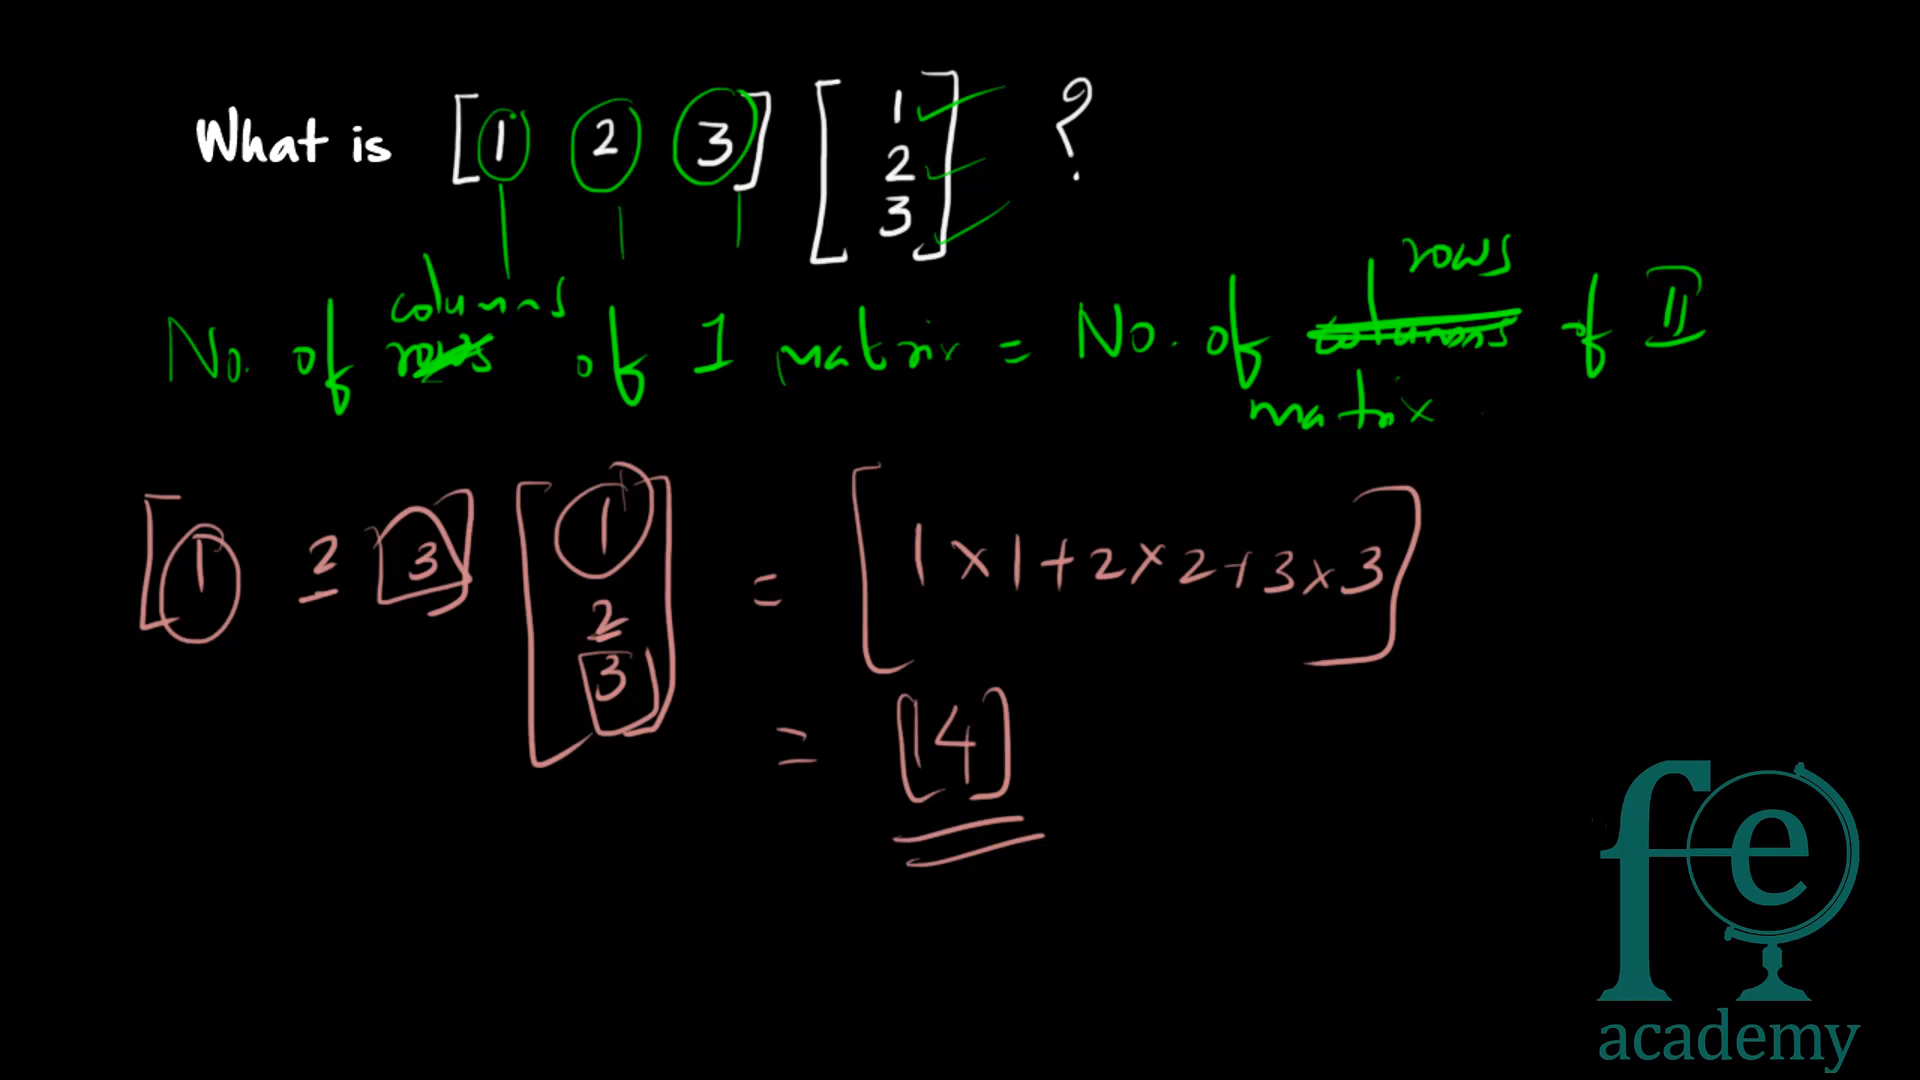 What is [1 2 3] [1 2 3] ?
No. of rows columns of I matrix = No. of columns rows of II
matrix
[1 2 3] [1 2 3] = [1×1+2×2+3×3]
= [14]
fe
academy